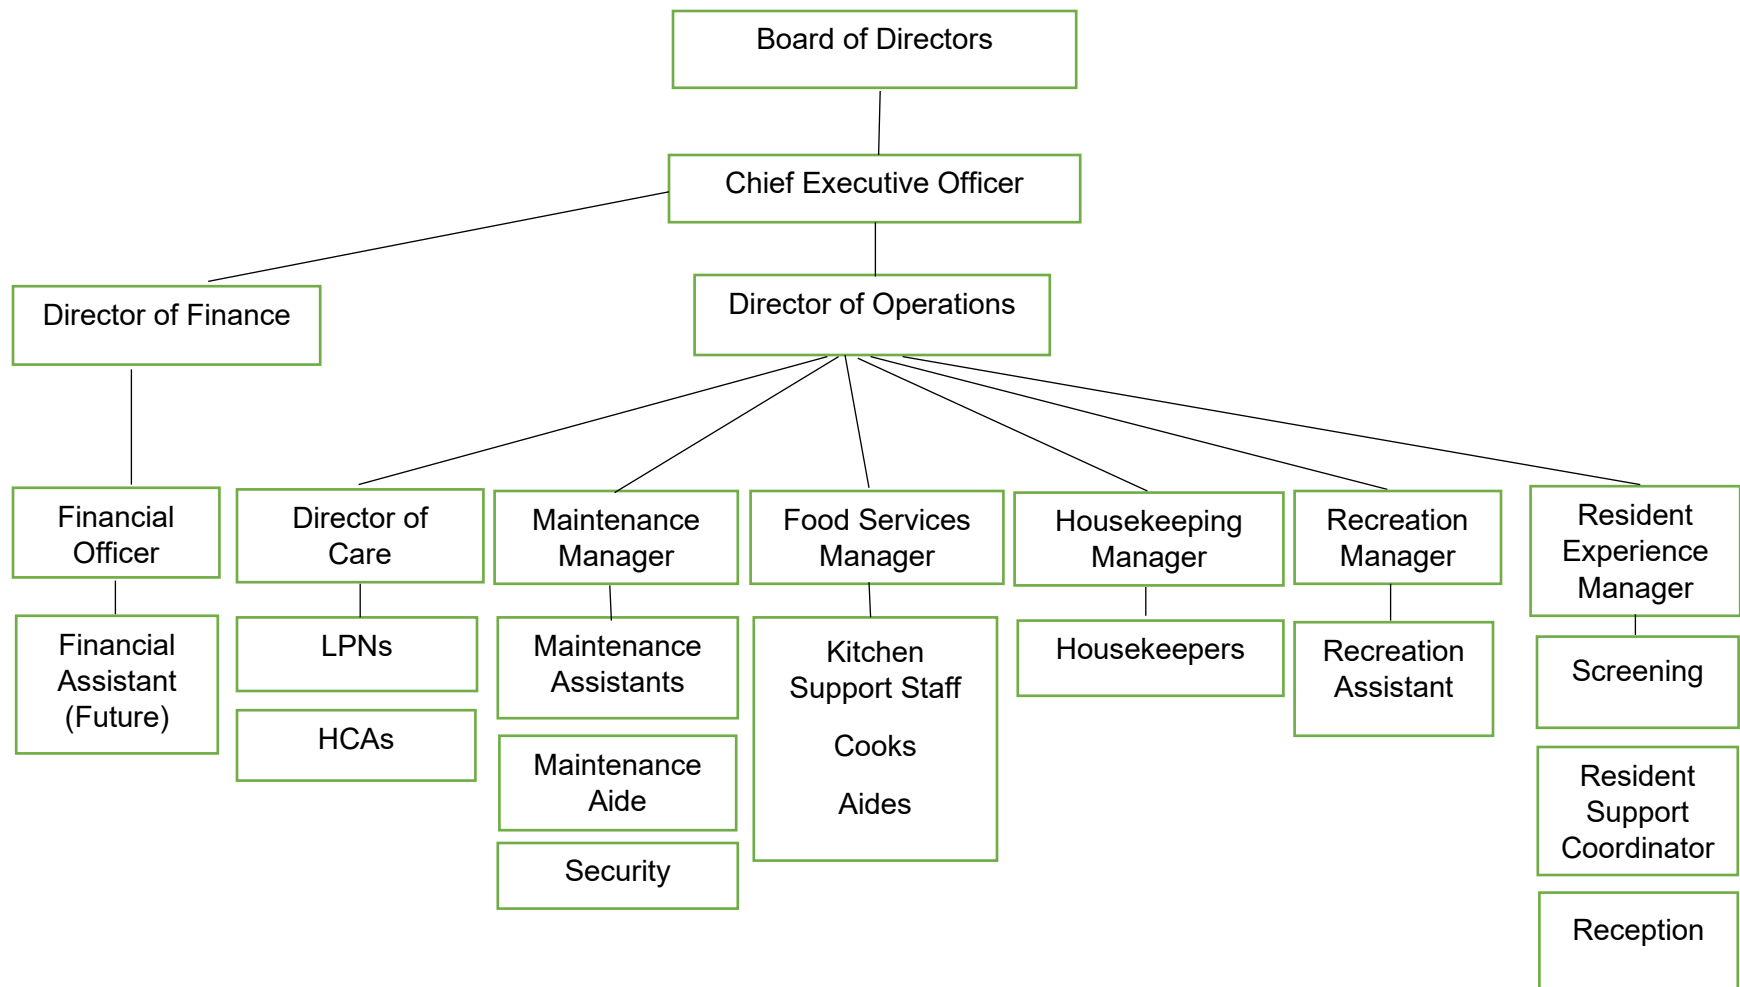 Board of Directors
Chief Executive Officer
Director of Finance
Director of Operations
Financial
Officer
Director of
Care
Maintenance
Manager
Food Services
Manager
Housekeeping
Manager
Recreation
Manager
Resident
Experience
Manager
Financial
Assistant
(Future)
LPNs
HCAs
Maintenance
Assistants
Maintenance
Aide
Security
Kitchen
Support Staff
Cooks
Aides
Housekeepers
Recreation
Assistant
Screening
Resident
Support
Coordinator
Reception